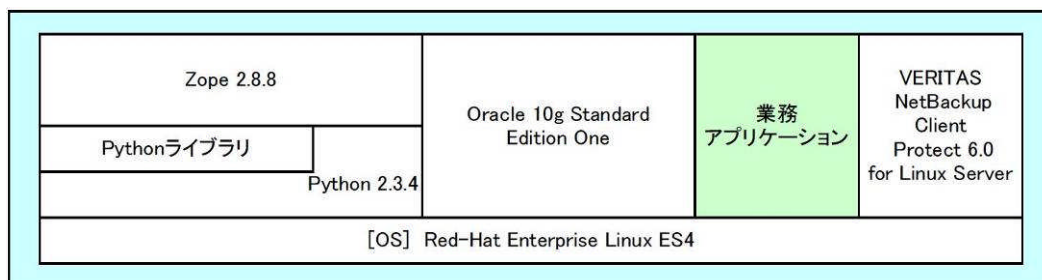 Zope 2.8.8
Pythonライブラリ
Python 2.3.4
Oracle 10g Standard
Edition One
業務
アプリケーション
VERITAS
NetBackup
Client
Protect 6.0
for Linux Server
[OS] Red-Hat Enterprise Linux ES4